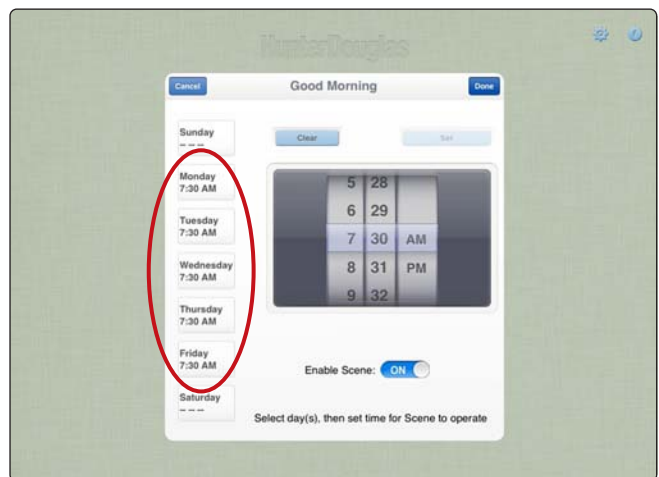 HunterDouglas
Cancel
Good Morning
Done
Sunday
– – –
Clear
Set
Monday
7:30 AM
Tuesday
7:30 AM
Wednesday
7:30 AM
Thursday
7:30 AM
Friday
7:30 AM
Saturday
– – –
5 28
6 29
7 30 AM
8 31 PM
9 32
Enable Scene: ON
Select day(s), then set time for Scene to operate